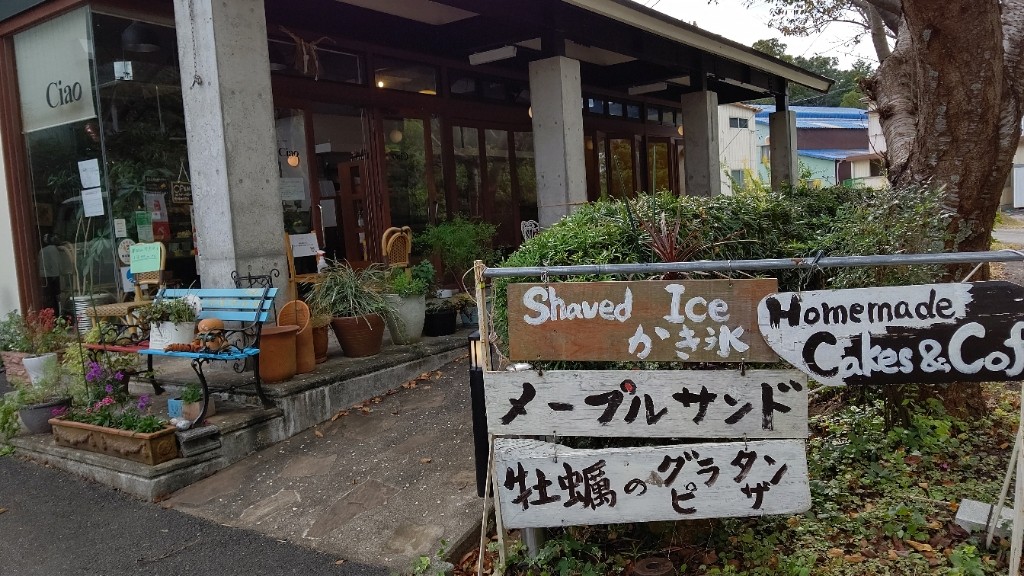 Ciao
Ciao
Shaved Ice
かき氷
Homemade
Cakes & Cof
メープルサンド
牡蠣の グラタン
ピザ